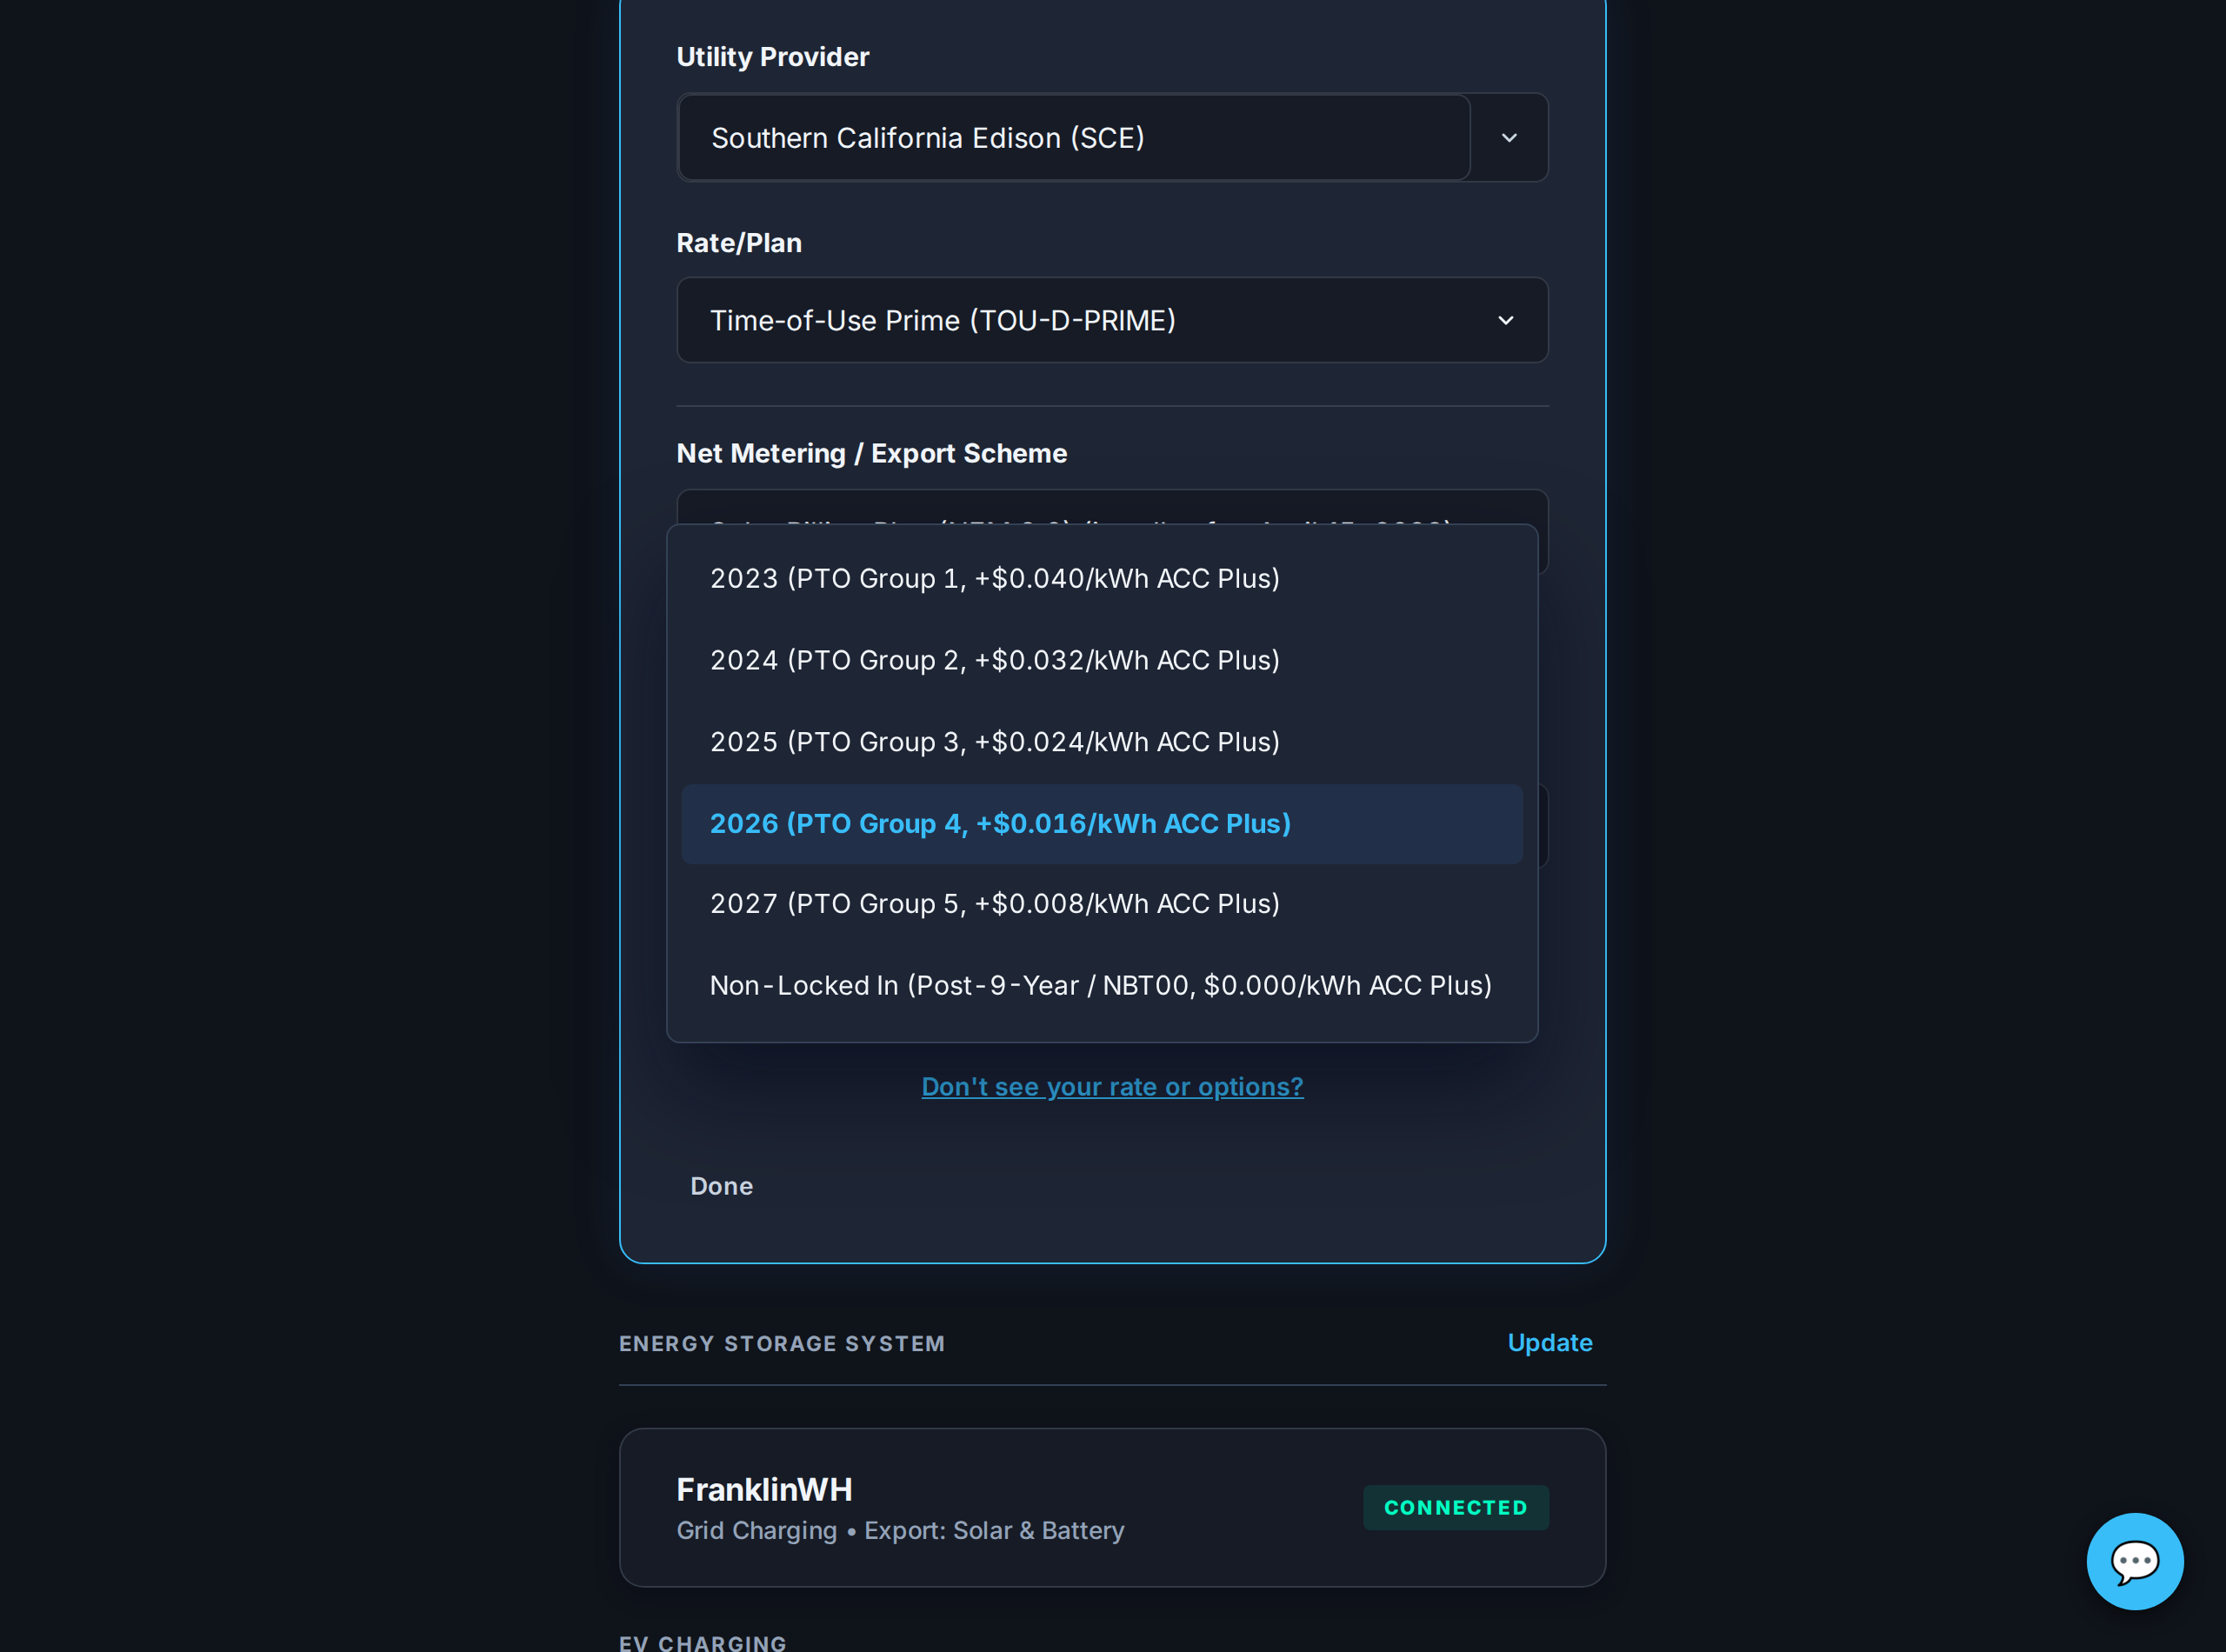 Utility Provider
Southern California Edison (SCE)
Rate/Plan
Time-of-Use Prime (TOU-D-PRIME)
Net Metering / Export Scheme
2023 (PTO Group 1, +$0.040/kWh ACC Plus)
2024 (PTO Group 2, +$0.032/kWh ACC Plus)
2025 (PTO Group 3, +$0.024/kWh ACC Plus)
2026 (PTO Group 4, +$0.016/kWh ACC Plus)
2027 (PTO Group 5, +$0.008/kWh ACC Plus)
Non-Locked In (Post-9-Year / NBT00, $0.000/kWh ACC Plus)
Don't see your rate or options?
Done
ENERGY STORAGE SYSTEM
Update
FranklinWH
CONNECTED
Grid Charging • Export: Solar & Battery
EV CHARGING